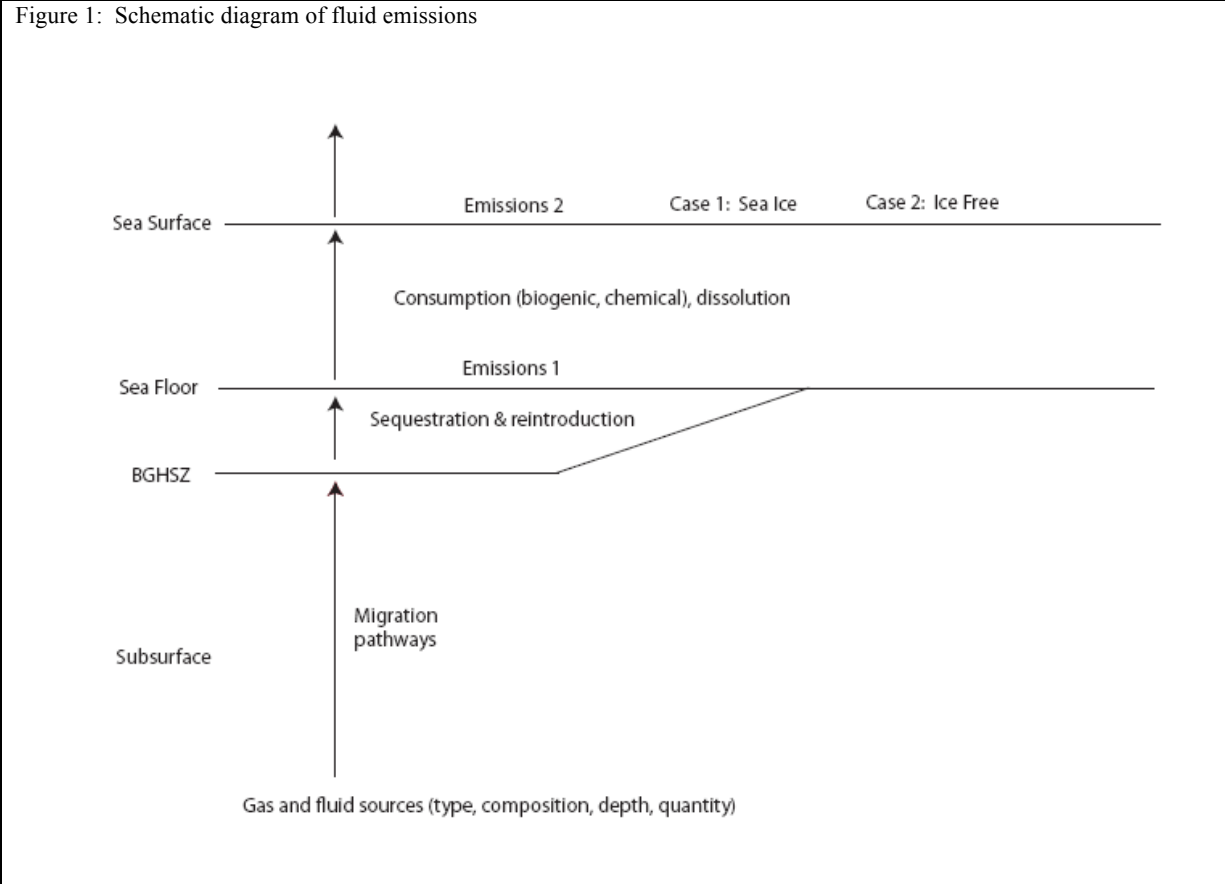 Figure 1: Schematic diagram of fluid emissions
Emissions 2
Case 1: Sea Ice
Case 2: Ice Free
Sea Surface
Consumption (biogenic, chemical), dissolution
Emissions 1
Sea Floor
Sequestration & reintroduction
BGHSZ
Migration
pathways
Subsurface
Gas and fluid sources (type, composition, depth, quantity)